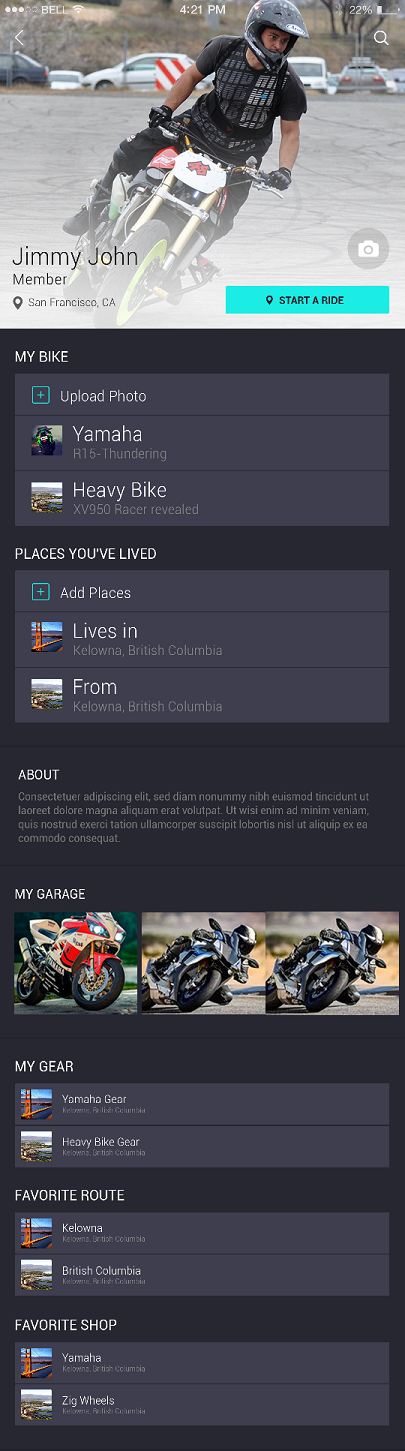 BELL 4:21 PM 22%
Jimmy John
Member
San Francisco, CA
START A RIDE
MY BIKE
Upload Photo
Yamaha
R15-Thundering
Heavy Bike
XV950 Racer revealed
PLACES YOU'VE LIVED
Add Places
Lives in
Kelowna, British Columbia
From
Kelowna, British Columbia
ABOUT
Consectetuer adipiscing elit, sed diam nonummy nibh euismod tincidunt ut
laoreet dolore magna aliquam erat volutpat. Ut wisi enim ad minim veniam,
quis nostrud exerci tation ullamcorper suscipit lobortis nisl ut aliquip ex ea
commodo consequat.
MY GARAGE
MY GEAR
Yamaha Gear
Kelowna, British Columbia
Heavy Bike Gear
Kelowna, British Columbia
FAVORITE ROUTE
Kelowna
Kelowna, British Columbia
British Columbia
Kelowna, British Columbia
FAVORITE SHOP
Yamaha
Kelowna, British Columbia
Zig Wheels
Kelowna, British Columbia